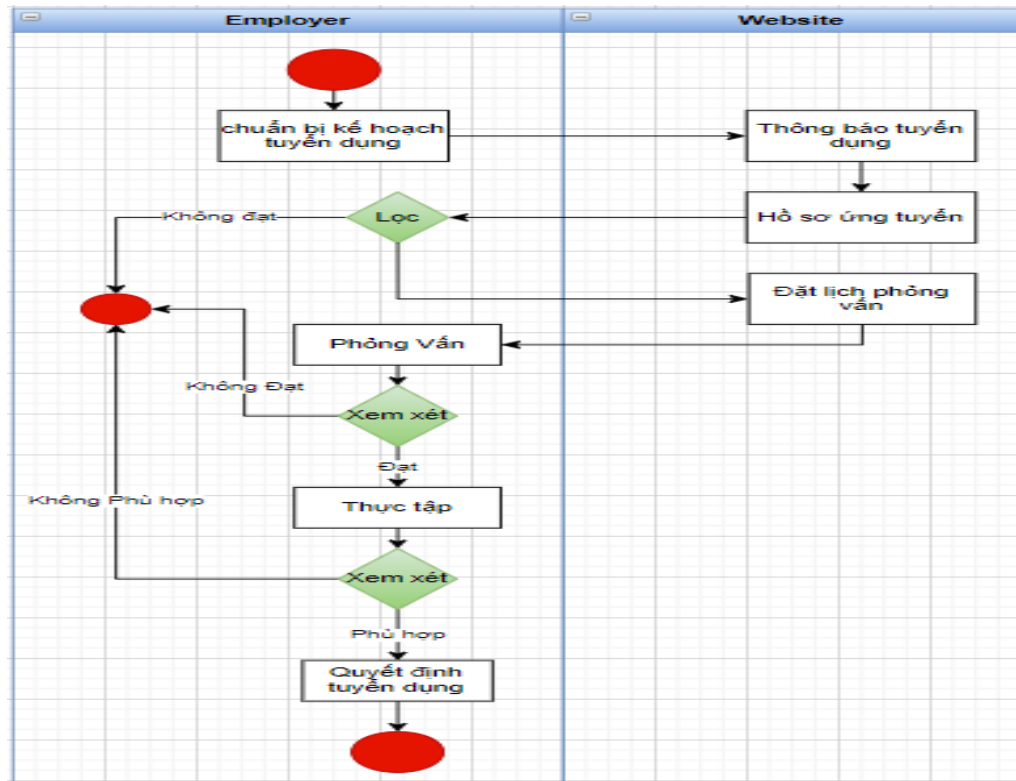 Employer
Website
chuẩn bị kế hoạch
tuyển dụng
Thông báo tuyển
dụng
Không đạt
Lọc
Hồ sơ ứng tuyển
Đặt lịch phỏng
vấn
Phỏng Vấn
Không Đạt
Xem xét
Đạt
Không Phù hợp
Thực tập
Xem xét
Phù hợp
Quyết định
tuyển dụng